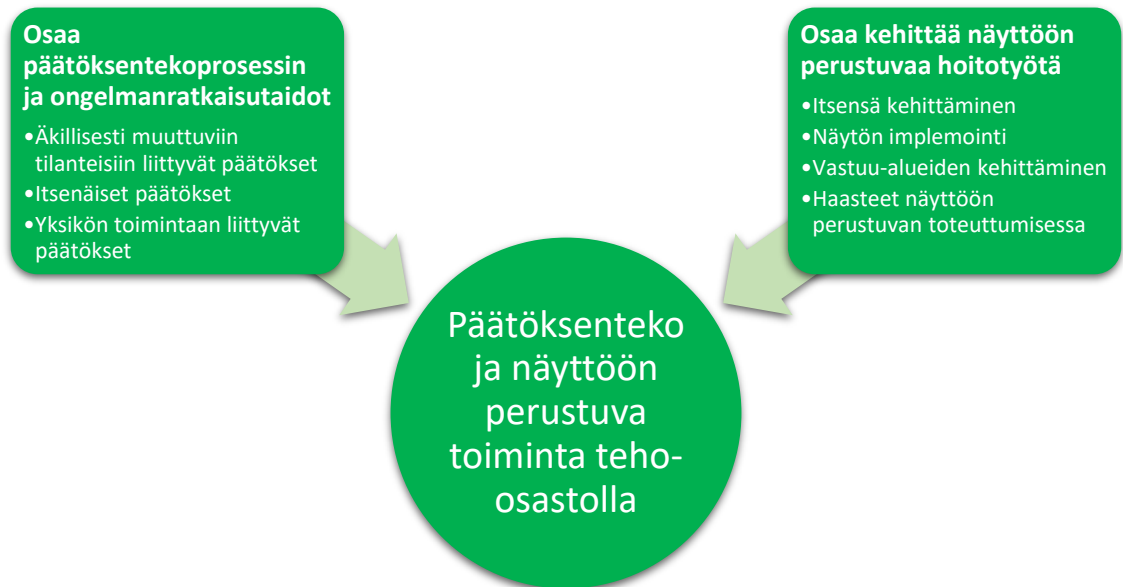 Osaa
päätöksentekoprosessin
ja ongelmanratkaisutaidot
•Äkillisesti muuttuviin
tilanteisiin liittyvät päätökset
•Itsenäiset päätökset
•Yksikön toimintaan liittyvät
päätökset
Osaa kehittää näyttöön
perustuvaa hoitotyötä
•Itsensä kehittäminen
•Näytön implemointi
•Vastuu-alueiden kehittäminen
•Haasteet näyttöön
perustuvan toteuttumisessa
Päätöksenteko
ja näyttöön
perustuva
toiminta teho-
osastolla